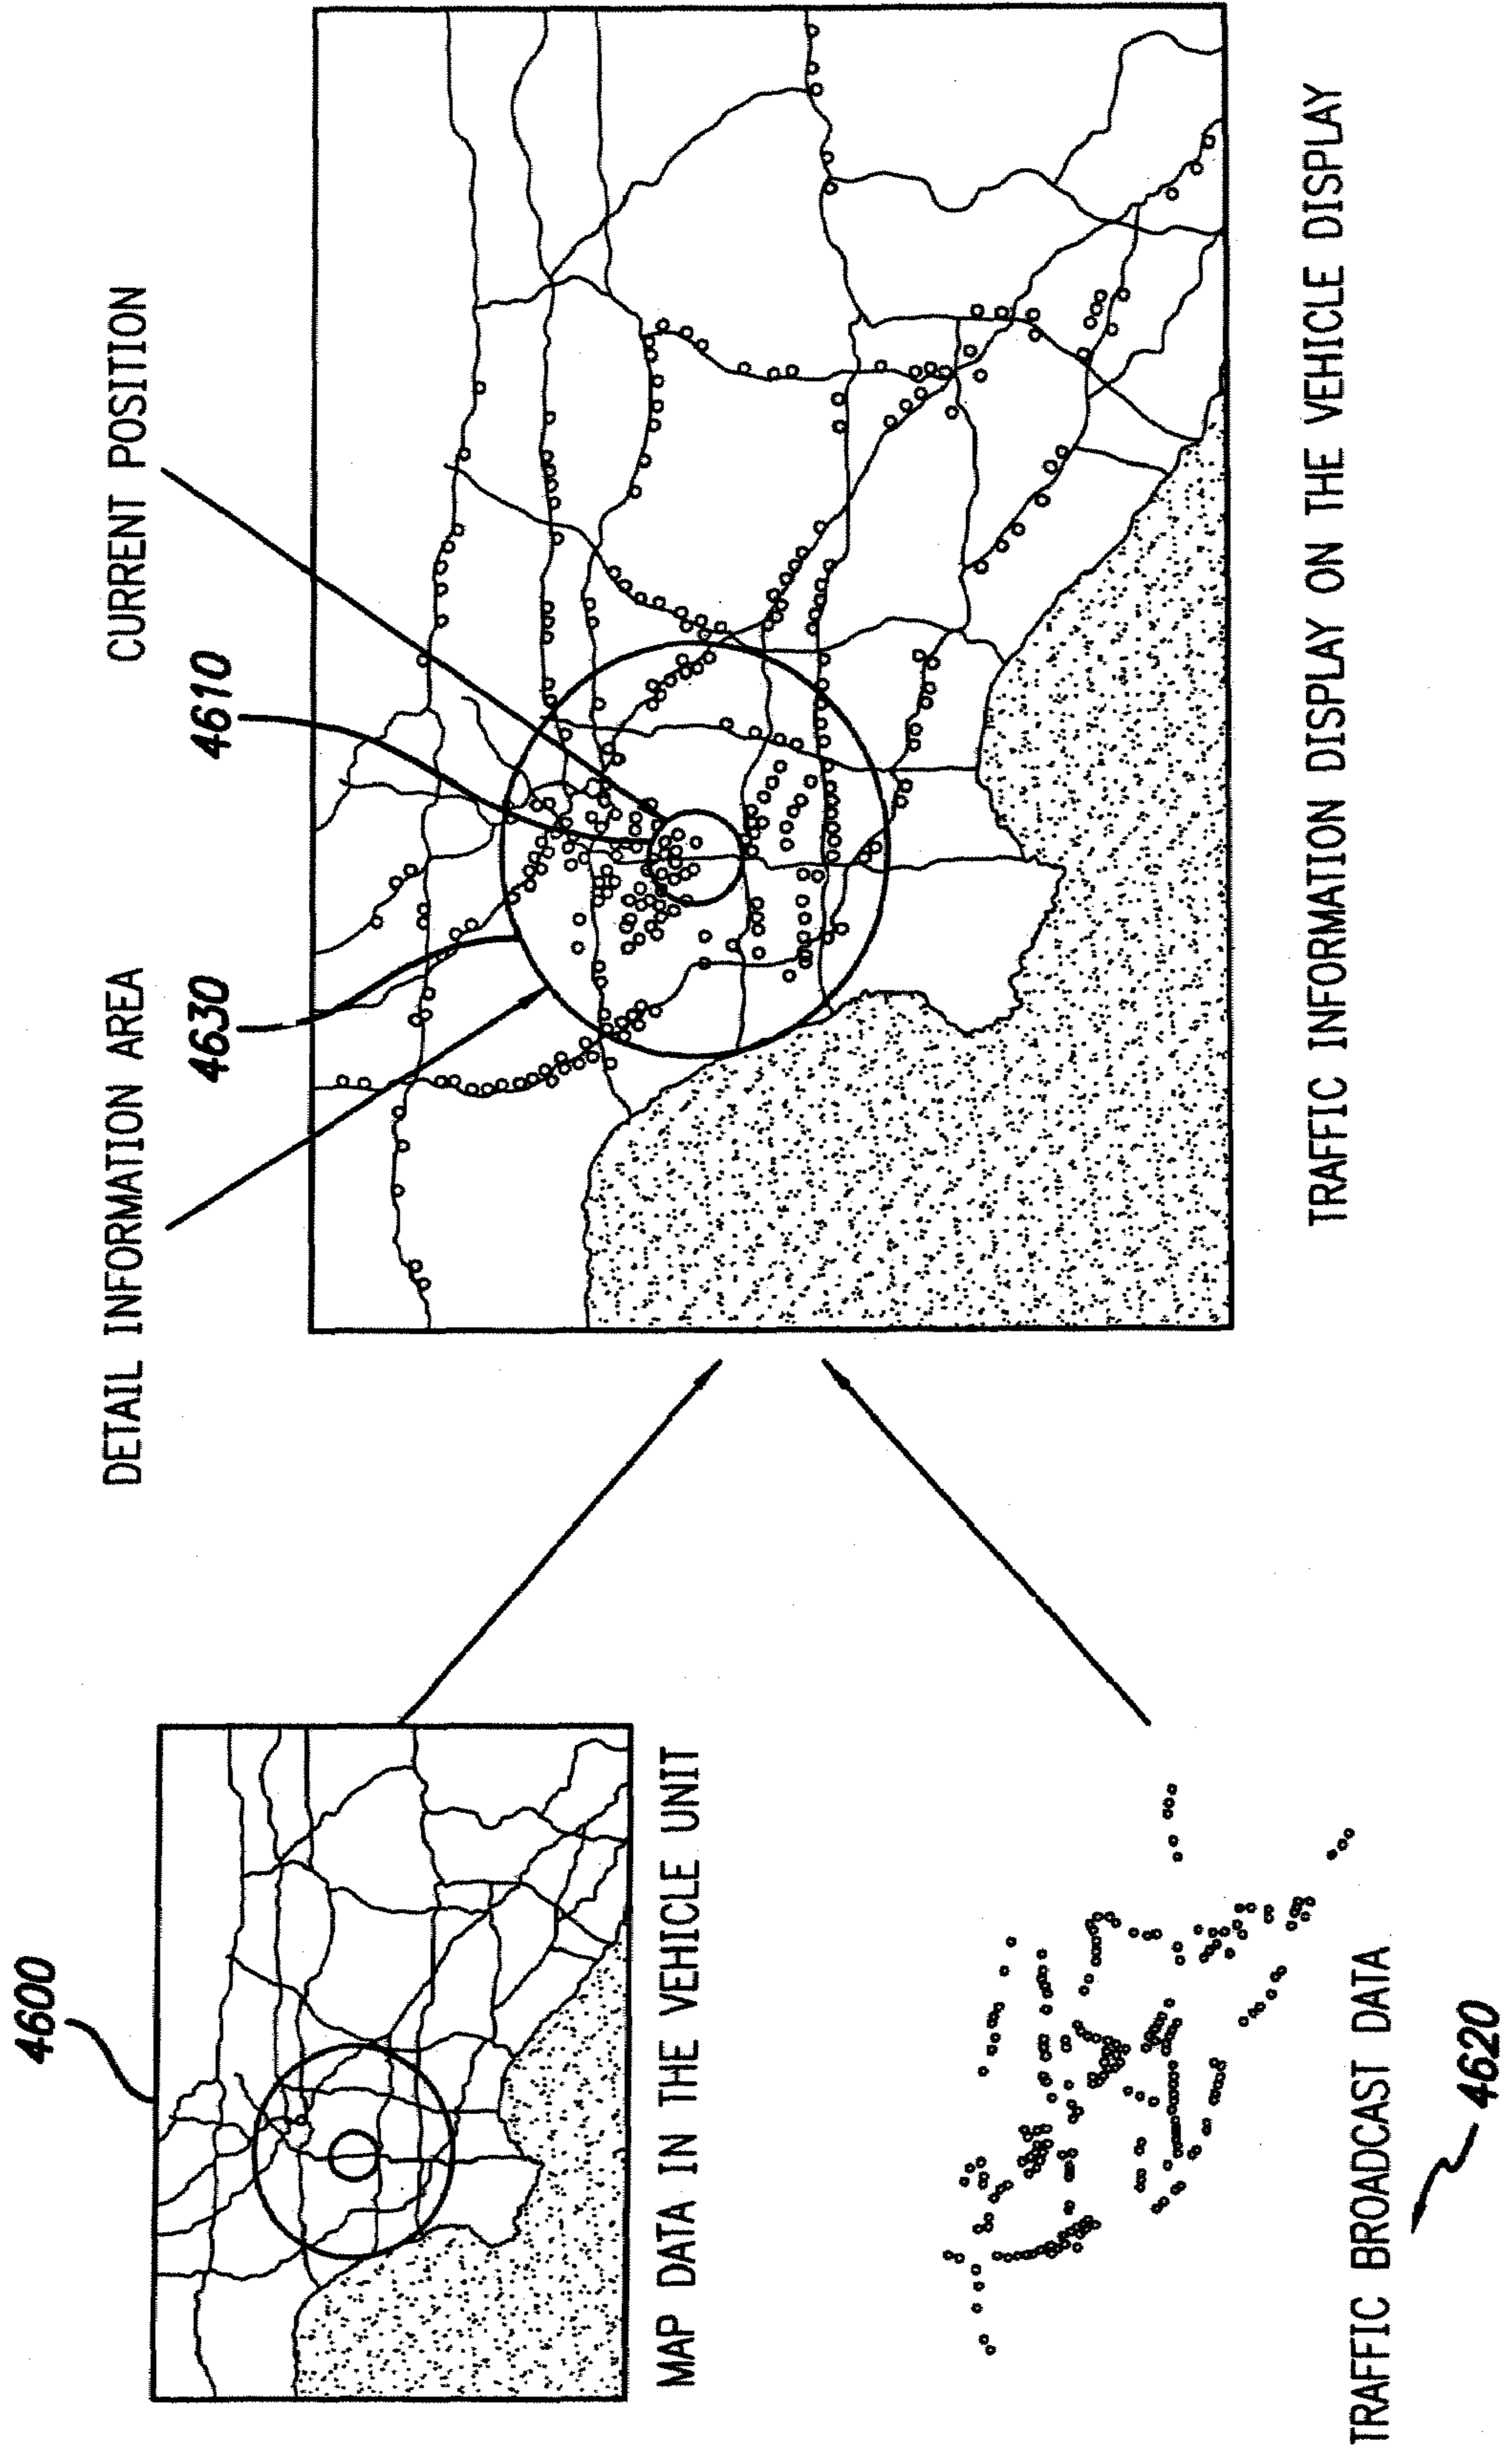 4600
MAP DATA IN THE VEHICLE UNIT
TRAFFIC BROADCAST DATA
4620
DETAIL INFORMATION AREA
4630
4610
CURRENT POSITION
TRAFFIC INFORMATION DISPLAY ON THE VEHICLE DISPLAY